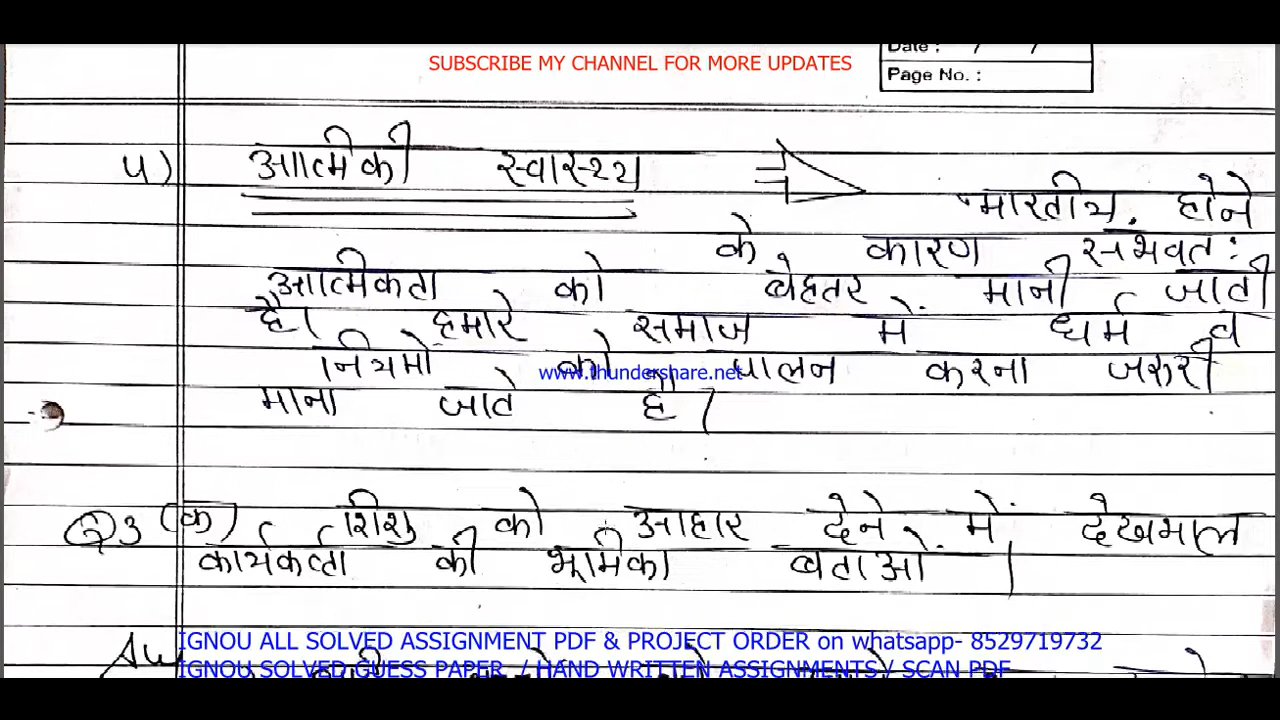 SUBSCRIBE MY CHANNEL FOR MORE UPDATES
Date : / /
Page No. :
५) आत्मिकी स्वास्थ्य ⇒ भारतीय होने
के कारण संभवतः
आत्मिकता को बेहतर मानी जाती
है। हमारे समाज में धर्म व
नियमों को पालन करना जरुरी
www.thundershare.net
माना जाते है।
Q3 (क) शिशु को आहार देने में देखभाल
कार्यकर्ता की भूमिका बताओ।
Ans
IGNOU ALL SOLVED ASSIGNMENT PDF & PROJECT ORDER on whatsapp- 8529719732
IGNOU SOLVED GUESS PAPER / HAND WRITTEN ASSIGNMENTS / SCAN PDF